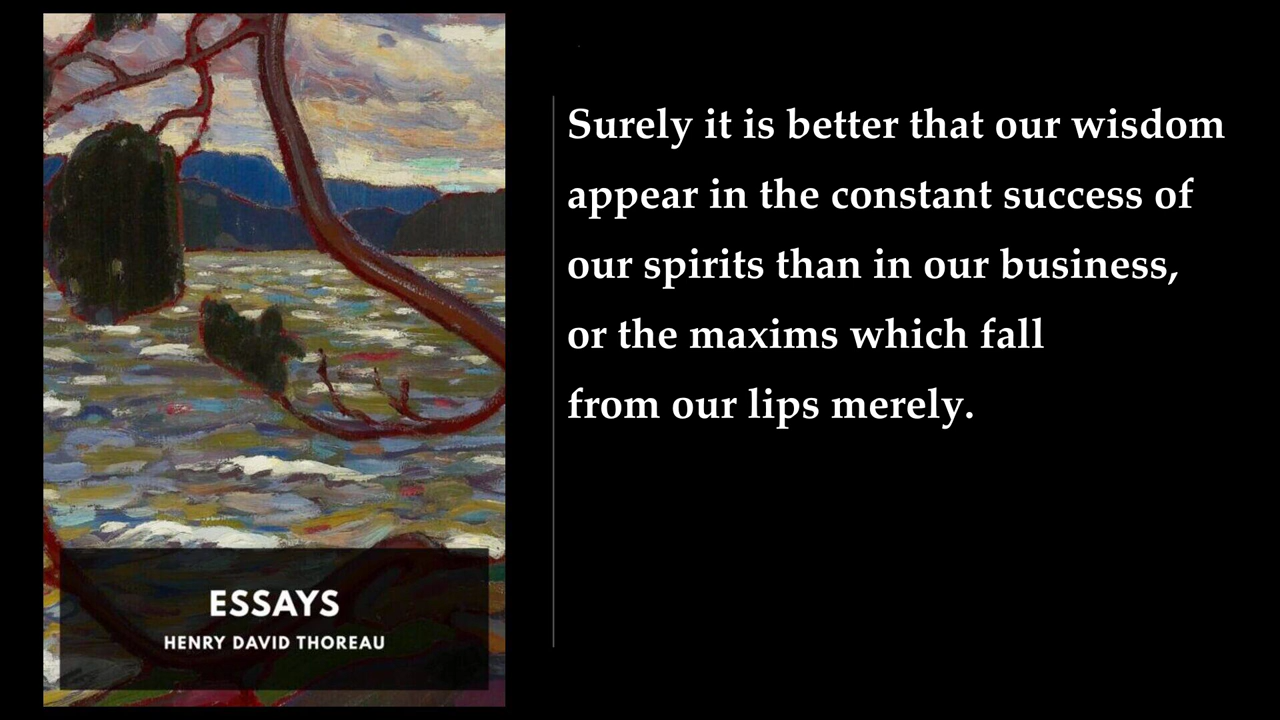 Surely it is better that our wisdom
appear in the constant success of
our spirits than in our business,
or the maxims which fall
from our lips merely.
ESSAYS
HENRY DAVID THOREAU